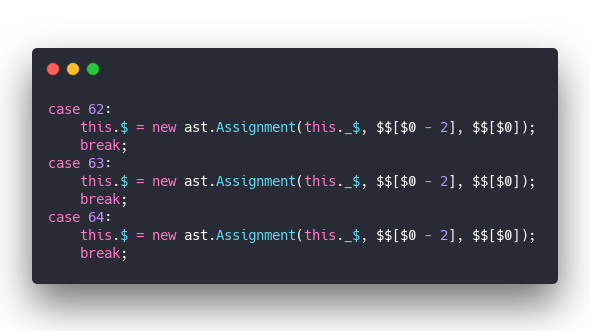 case 62:
    this.$ = new ast.Assignment(this._$, $$[$0 - 2], $$[$0]);
    break;
case 63:
    this.$ = new ast.Assignment(this._$, $$[$0 - 2], $$[$0]);
    break;
case 64:
    this.$ = new ast.Assignment(this._$, $$[$0 - 2], $$[$0]);
    break;